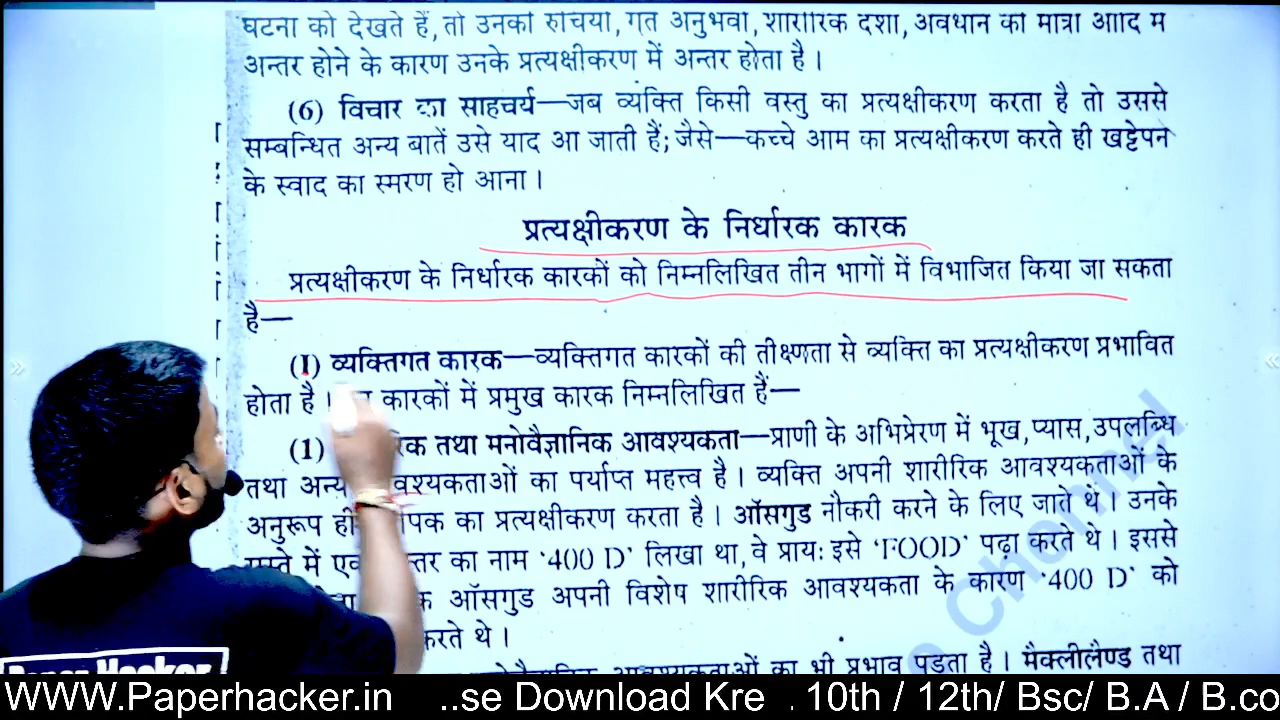 घटना को देखते हैं, तो उनकी रुचियों, गत अनुभवों, शारीरिक दशा, अवधान की मात्रा आदि में
अन्तर होने के कारण उनके प्रत्यक्षीकरण में अन्तर होता है ।
(6) विचार का साहचर्य—जब व्यक्ति किसी वस्तु का प्रत्यक्षीकरण करता है तो उससे
सम्बन्धित अन्य बातें उसे याद आ जाती हैं; जैसे—कच्चे आम का प्रत्यक्षीकरण करते ही खट्टेपन
के स्वाद का स्मरण हो आना ।
प्रत्यक्षीकरण के निर्धारक कारक
प्रत्यक्षीकरण के निर्धारक कारकों को निम्नलिखित तीन भागों में विभाजित किया जा सकता
है—
(I) व्यक्तिगत कारक—व्यक्तिगत कारकों की तीक्ष्णता से व्यक्ति का प्रत्यक्षीकरण प्रभावित
होता है । कारकों में प्रमुख कारक निम्नलिखित हैं—
(1) तथा मनोवैज्ञानिक आवश्यकता—प्राणी के अभिप्रेरण में भूख, प्यास, उपलब्धि
तथा अन्य का पर्याप्त महत्त्व है । व्यक्ति अपनी शारीरिक आवश्यकताओं के
अनुरूप ही का प्रत्यक्षीकरण करता है । ऑसगुड नौकरी करने के लिए जाते थे । उनके
में का नाम '400 D' लिखा था, वे प्राय: इसे 'FOOD' पढ़ा करते थे । इससे
ऑसगुड अपनी विशेष शारीरिक आवश्यकता के कारण '400 D' को
करते थे ।
आवश्यकताओं का भी प्रभाव पड़ता है । मैक्लीलैण्ड तथा
Paper Hacker
WWW.Paperhacker.in ..se Download Kre . 10th / 12th/ Bsc/ B.A / B.co